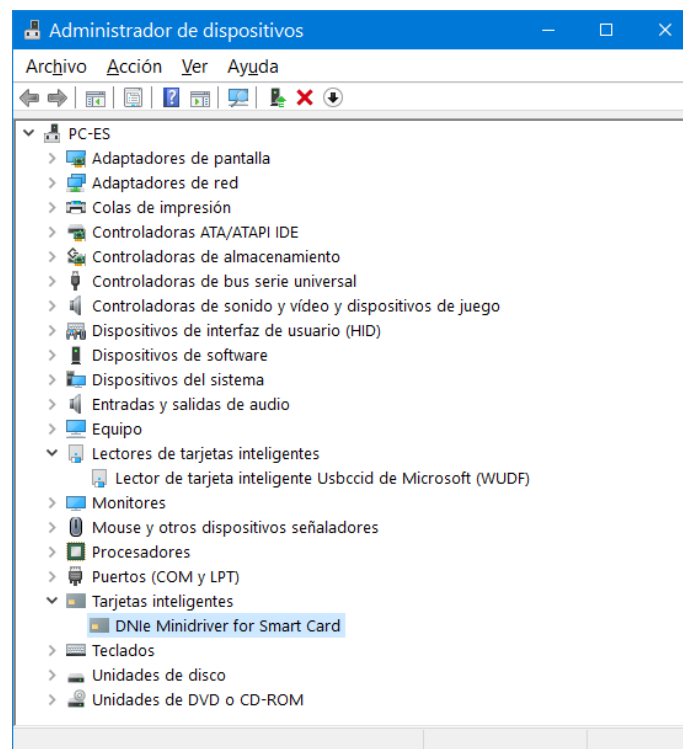 Administrador de dispositivos
Archivo Acción Ver Ayuda
PC-ES
Adaptadores de pantalla
Adaptadores de red
Colas de impresión
Controladoras ATA/ATAPI IDE
Controladoras de almacenamiento
Controladoras de bus serie universal
Controladoras de sonido y vídeo y dispositivos de juego
Dispositivos de interfaz de usuario (HID)
Dispositivos de software
Dispositivos del sistema
Entradas y salidas de audio
Equipo
Lectores de tarjetas inteligentes
Lector de tarjeta inteligente Usbccid de Microsoft (WUDF)
Monitores
Mouse y otros dispositivos señaladores
Procesadores
Puertos (COM y LPT)
Tarjetas inteligentes
DNIe Minidriver for Smart Card
Teclados
Unidades de disco
Unidades de DVD o CD-ROM